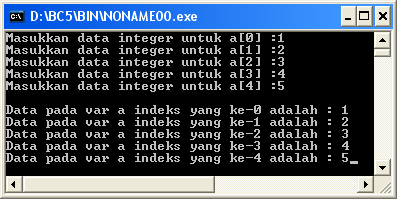 D:\BC5\BIN\NONAME00.exe
Masukkan data integer untuk a[0] :1
Masukkan data integer untuk a[1] :2
Masukkan data integer untuk a[2] :3
Masukkan data integer untuk a[3] :4
Masukkan data integer untuk a[4] :5
Data pada var a indeks yang ke-0 adalah : 1
Data pada var a indeks yang ke-1 adalah : 2
Data pada var a indeks yang ke-2 adalah : 3
Data pada var a indeks yang ke-3 adalah : 4
Data pada var a indeks yang ke-4 adalah : 5_